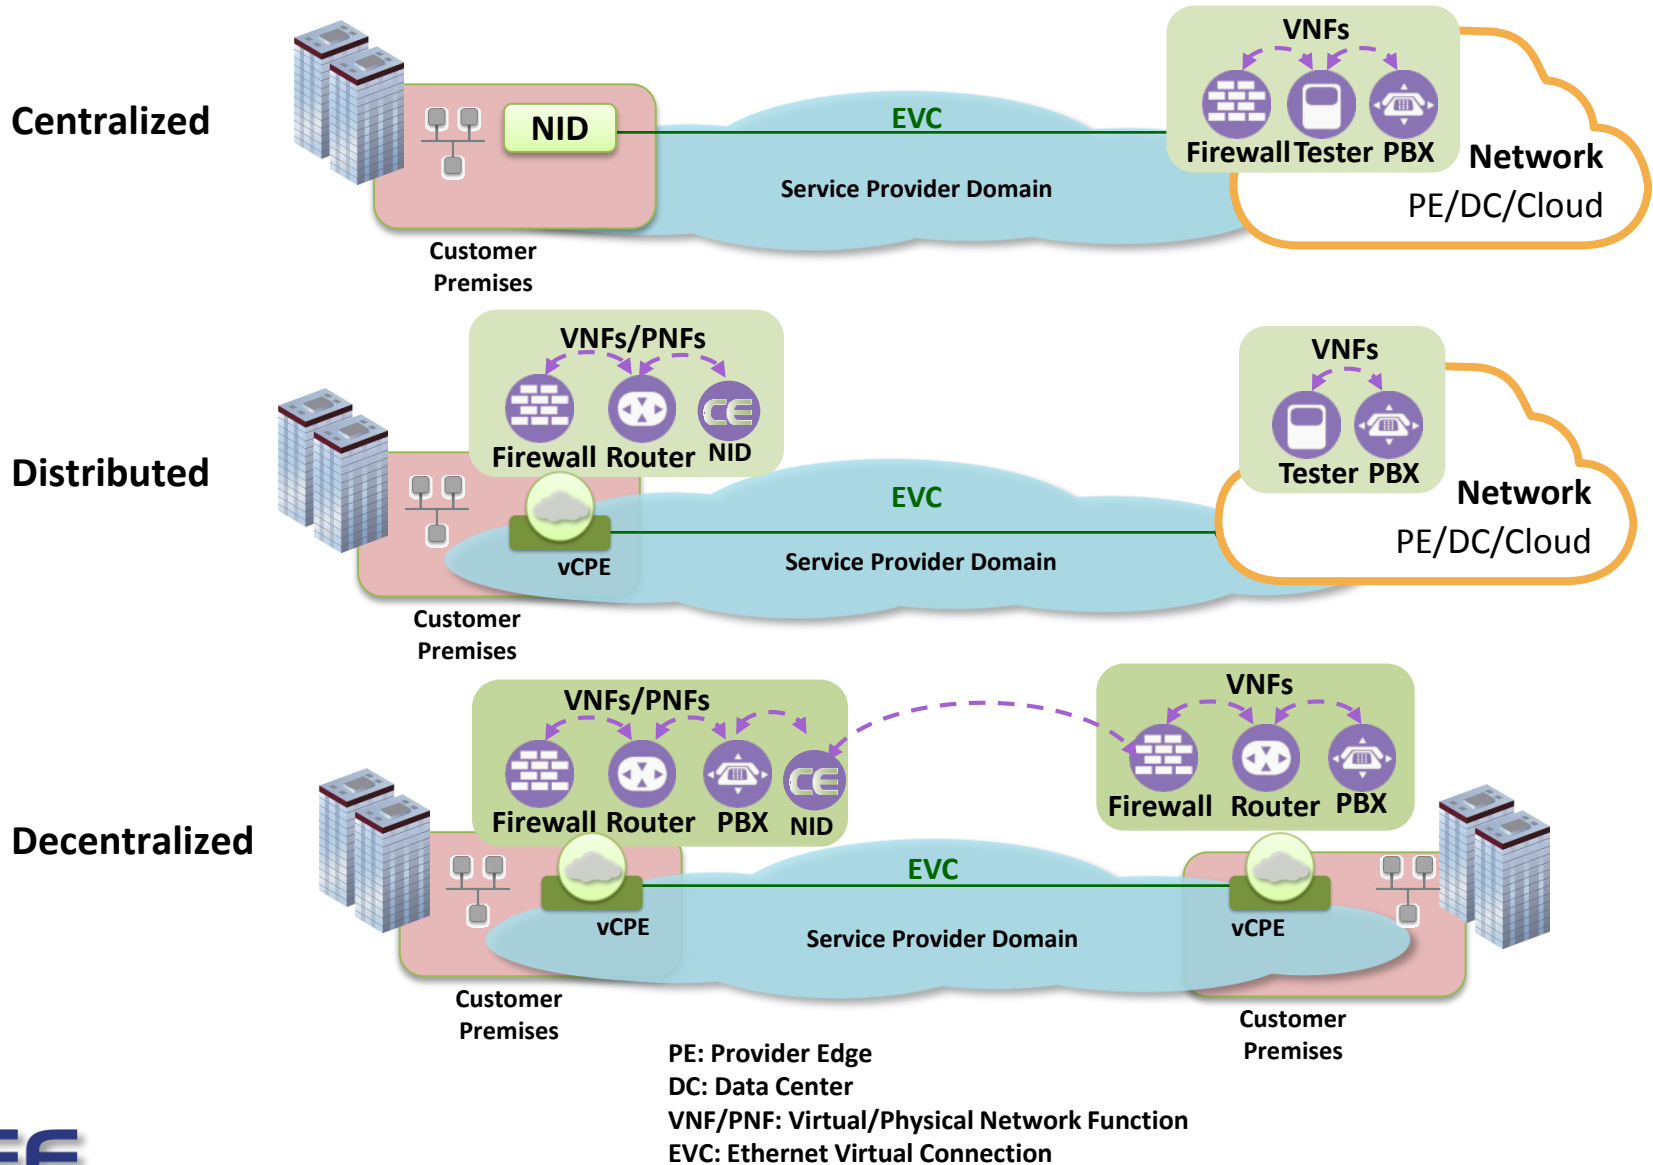 Centralized
NID
EVC
Service Provider Domain
Customer
Premises
VNFs
Firewall Tester PBX
Network
PE/DC/Cloud
Distributed
VNFs/PNFs
CE
Firewall Router NID
vCPE
EVC
Service Provider Domain
Customer
Premises
VNFs
Tester PBX
Network
PE/DC/Cloud
Decentralized
VNFs/PNFs
CE
Firewall Router PBX NID
vCPE
EVC
Service Provider Domain
Customer
Premises
VNFs
Firewall Router PBX
vCPE
Customer
Premises
PE: Provider Edge
DC: Data Center
VNF/PNF: Virtual/Physical Network Function
EVC: Ethernet Virtual Connection